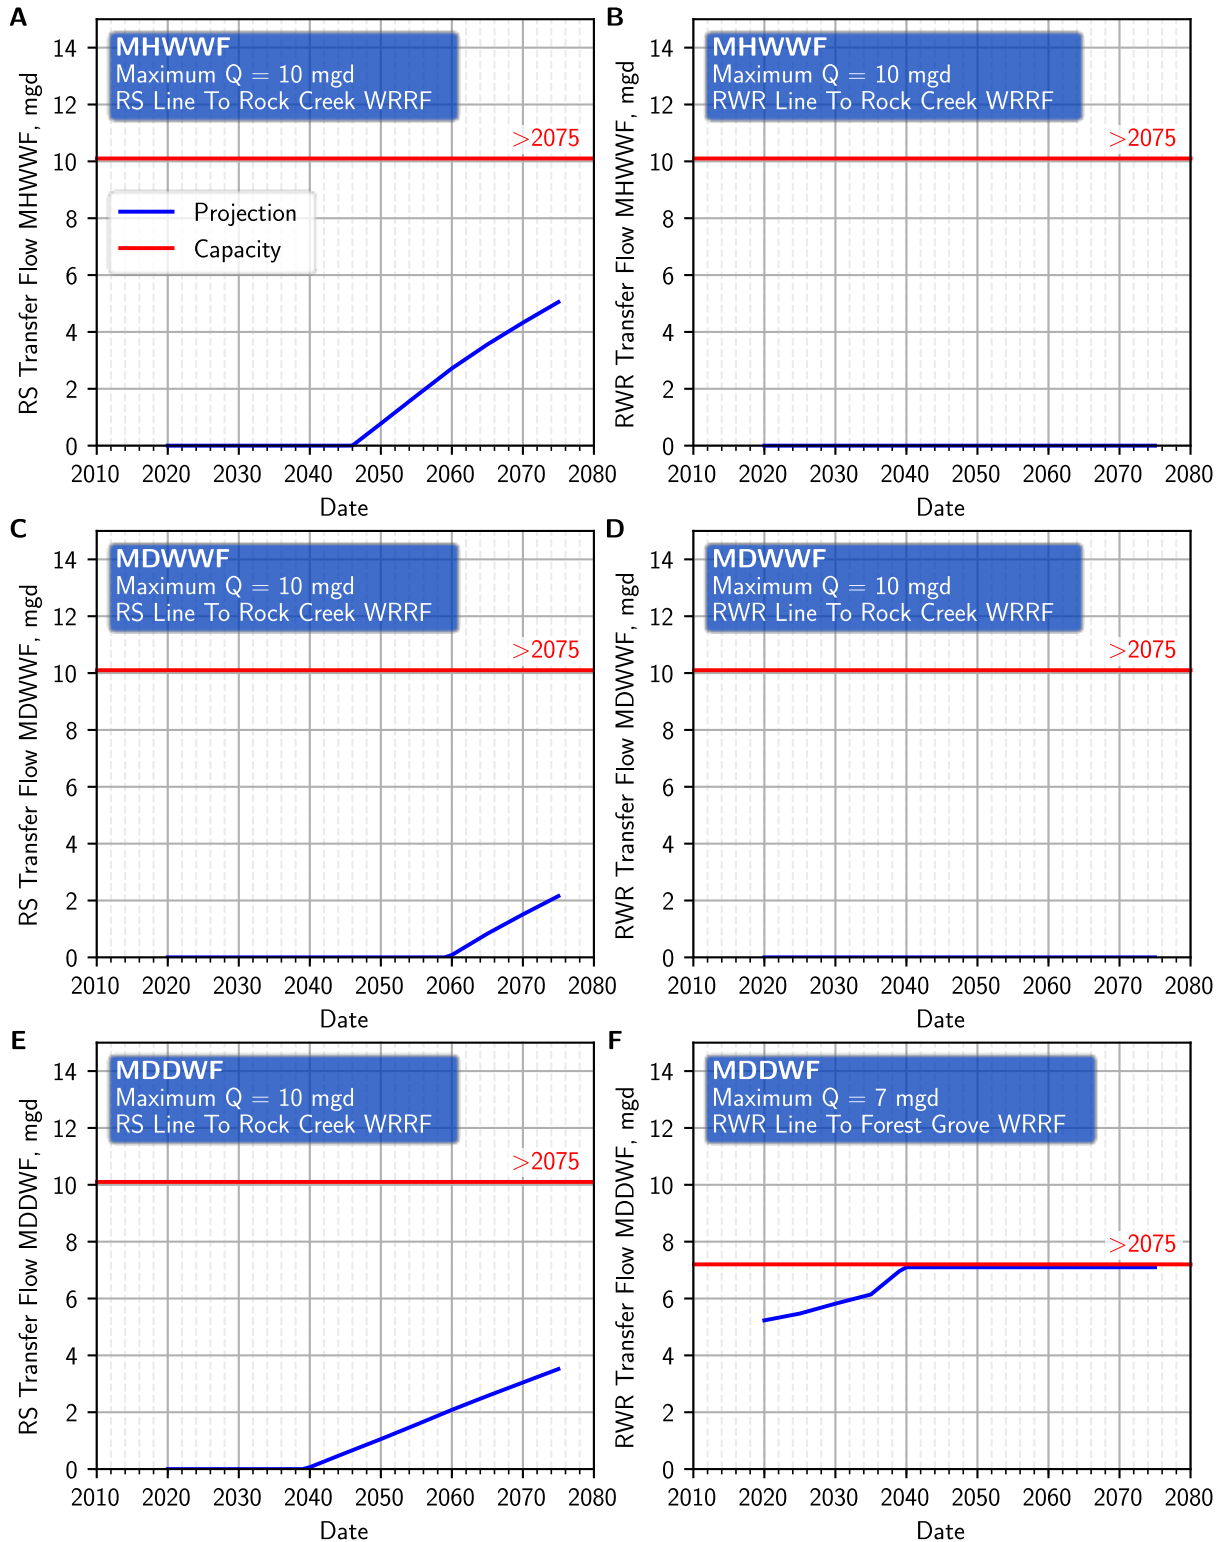 A
RS Transfer Flow MHWWF, mgd
14
12
10
8
6
4
2
0
MHWWF
Maximum Q = 10 mgd
RS Line To Rock Creek WRRF
>2075
Projection
Capacity
2010 2020 2030 2040 2050 2060 2070 2080
Date
B
RWR Transfer Flow MHWWF, mgd
14
12
10
8
6
4
2
0
MHWWF
Maximum Q = 10 mgd
RWR Line To Rock Creek WRRF
>2075
2010 2020 2030 2040 2050 2060 2070 2080
Date
C
RS Transfer Flow MDWWF, mgd
14
12
10
8
6
4
2
0
MDWWF
Maximum Q = 10 mgd
RS Line To Rock Creek WRRF
>2075
2010 2020 2030 2040 2050 2060 2070 2080
Date
D
RWR Transfer Flow MDWWF, mgd
14
12
10
8
6
4
2
0
MDWWF
Maximum Q = 10 mgd
RWR Line To Rock Creek WRRF
>2075
2010 2020 2030 2040 2050 2060 2070 2080
Date
E
RS Transfer Flow MDDWF, mgd
14
12
10
8
6
4
2
0
MDDWF
Maximum Q = 10 mgd
RS Line To Rock Creek WRRF
>2075
2010 2020 2030 2040 2050 2060 2070 2080
Date
F
RWR Transfer Flow MDDWF, mgd
14
12
10
8
6
4
2
0
MDDWF
Maximum Q = 7 mgd
RWR Line To Forest Grove WRRF
>2075
2010 2020 2030 2040 2050 2060 2070 2080
Date